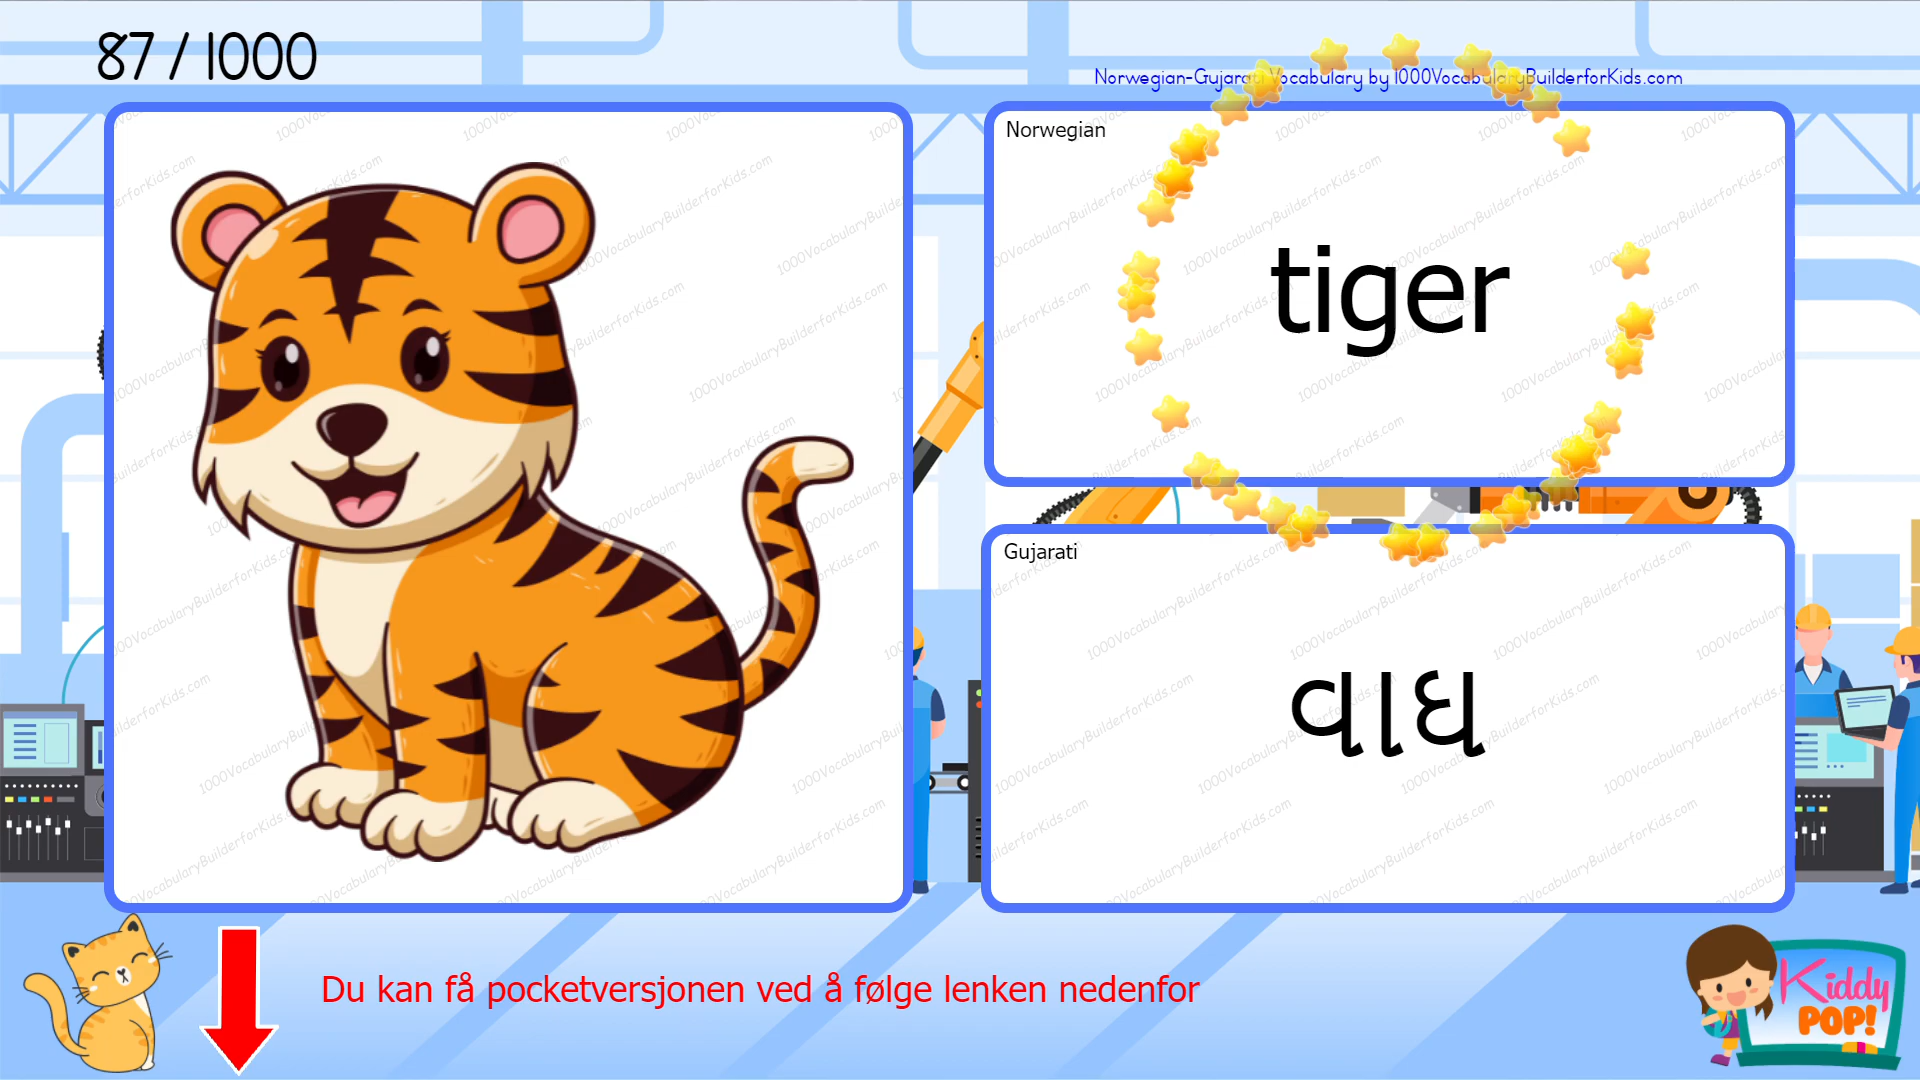 87 / 1000
Norwegian-Gujarati Vocabulary by 1000VocabularyBuilderforKids.com
Norwegian
tiger
Gujarati
વાઘ
Du kan få pocketversjonen ved å følge lenken nedenfor
Kiddy
POP!